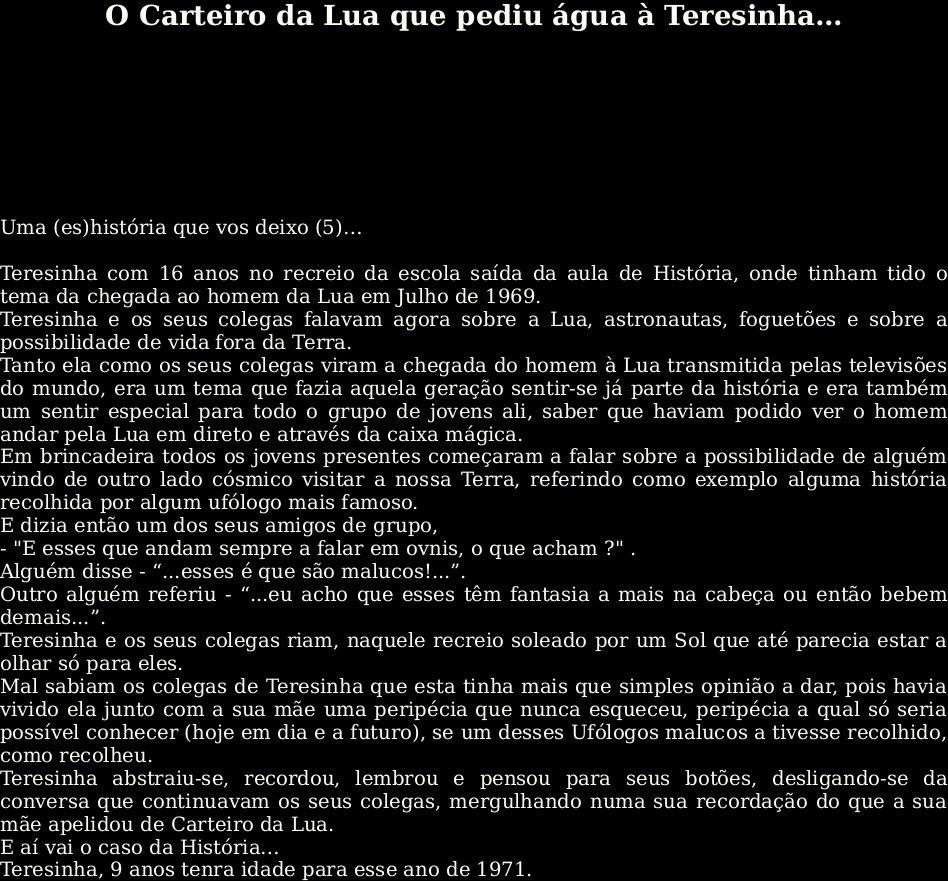 O Carteiro da Lua que pediu água à Teresinha...
Uma (es)história que vos deixo (5)...
Teresinha com 16 anos no recreio da escola saída da aula de História, onde tinham tido o
tema da chegada ao homem da Lua em Julho de 1969.
Teresinha e os seus colegas falavam agora sobre a Lua, astronautas, foguetões e sobre a
possibilidade de vida fora da Terra.
Tanto ela como os seus colegas viram a chegada do homem à Lua transmitida pelas televisões
do mundo, era um tema que fazia aquela geração sentir-se já parte da história e era também
um sentir especial para todo o grupo de jovens ali, saber que haviam podido ver o homem
andar pela Lua em direto e através da caixa mágica.
Em brincadeira todos os jovens presentes começaram a falar sobre a possibilidade de alguém
vindo de outro lado cósmico visitar a nossa Terra, referindo como exemplo alguma história
recolhida por algum ufólogo mais famoso.
E dizia então um dos seus amigos de grupo,
- "E esses que andam sempre a falar em ovnis, o que acham ?" .
Alguém disse - “...esses é que são malucos!...”.
Outro alguém referiu - “...eu acho que esses têm fantasia a mais na cabeça ou então bebem
demais...”.
Teresinha e os seus colegas riam, naquele recreio soleado por um Sol que até parecia estar a
olhar só para eles.
Mal sabiam os colegas de Teresinha que esta tinha mais que simples opinião a dar, pois havia
vivido ela junto com a sua mãe uma peripécia que nunca esqueceu, peripécia a qual só seria
possível conhecer (hoje em dia e a futuro), se um desses Ufólogos malucos a tivesse recolhido,
como recolheu.
Teresinha abstraiu-se, recordou, lembrou e pensou para seus botões, desligando-se da
conversa que continuavam os seus colegas, mergulhando numa sua recordação do que a sua
mãe apelidou de Carteiro da Lua.
E aí vai o caso da História...
Teresinha, 9 anos tenra idade para esse ano de 1971.